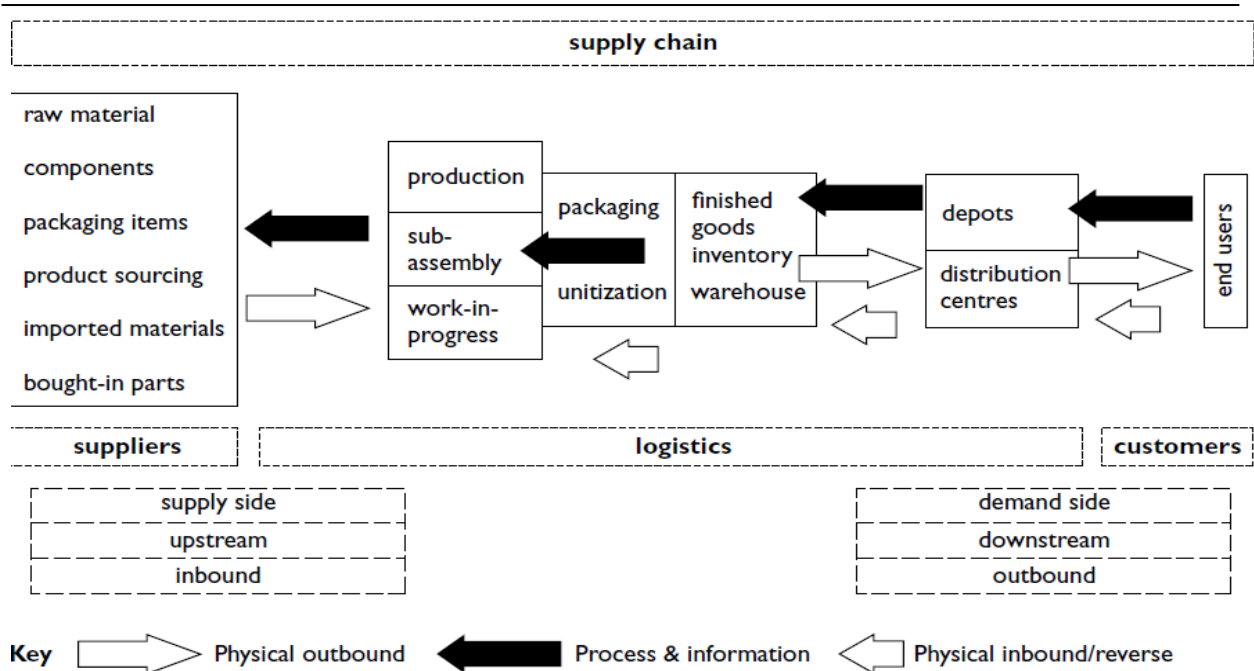 supply chain
raw material
components
packaging items
product sourcing
imported materials
bought-in parts
production
sub-
assembly
work-in-
progress
packaging
unitization
finished
goods
inventory
warehouse
depots
distribution
centres
end users
suppliers
logistics
customers
supply side
upstream
inbound
demand side
downstream
outbound
Key
Physical outbound
Process & information
Physical inbound/reverse